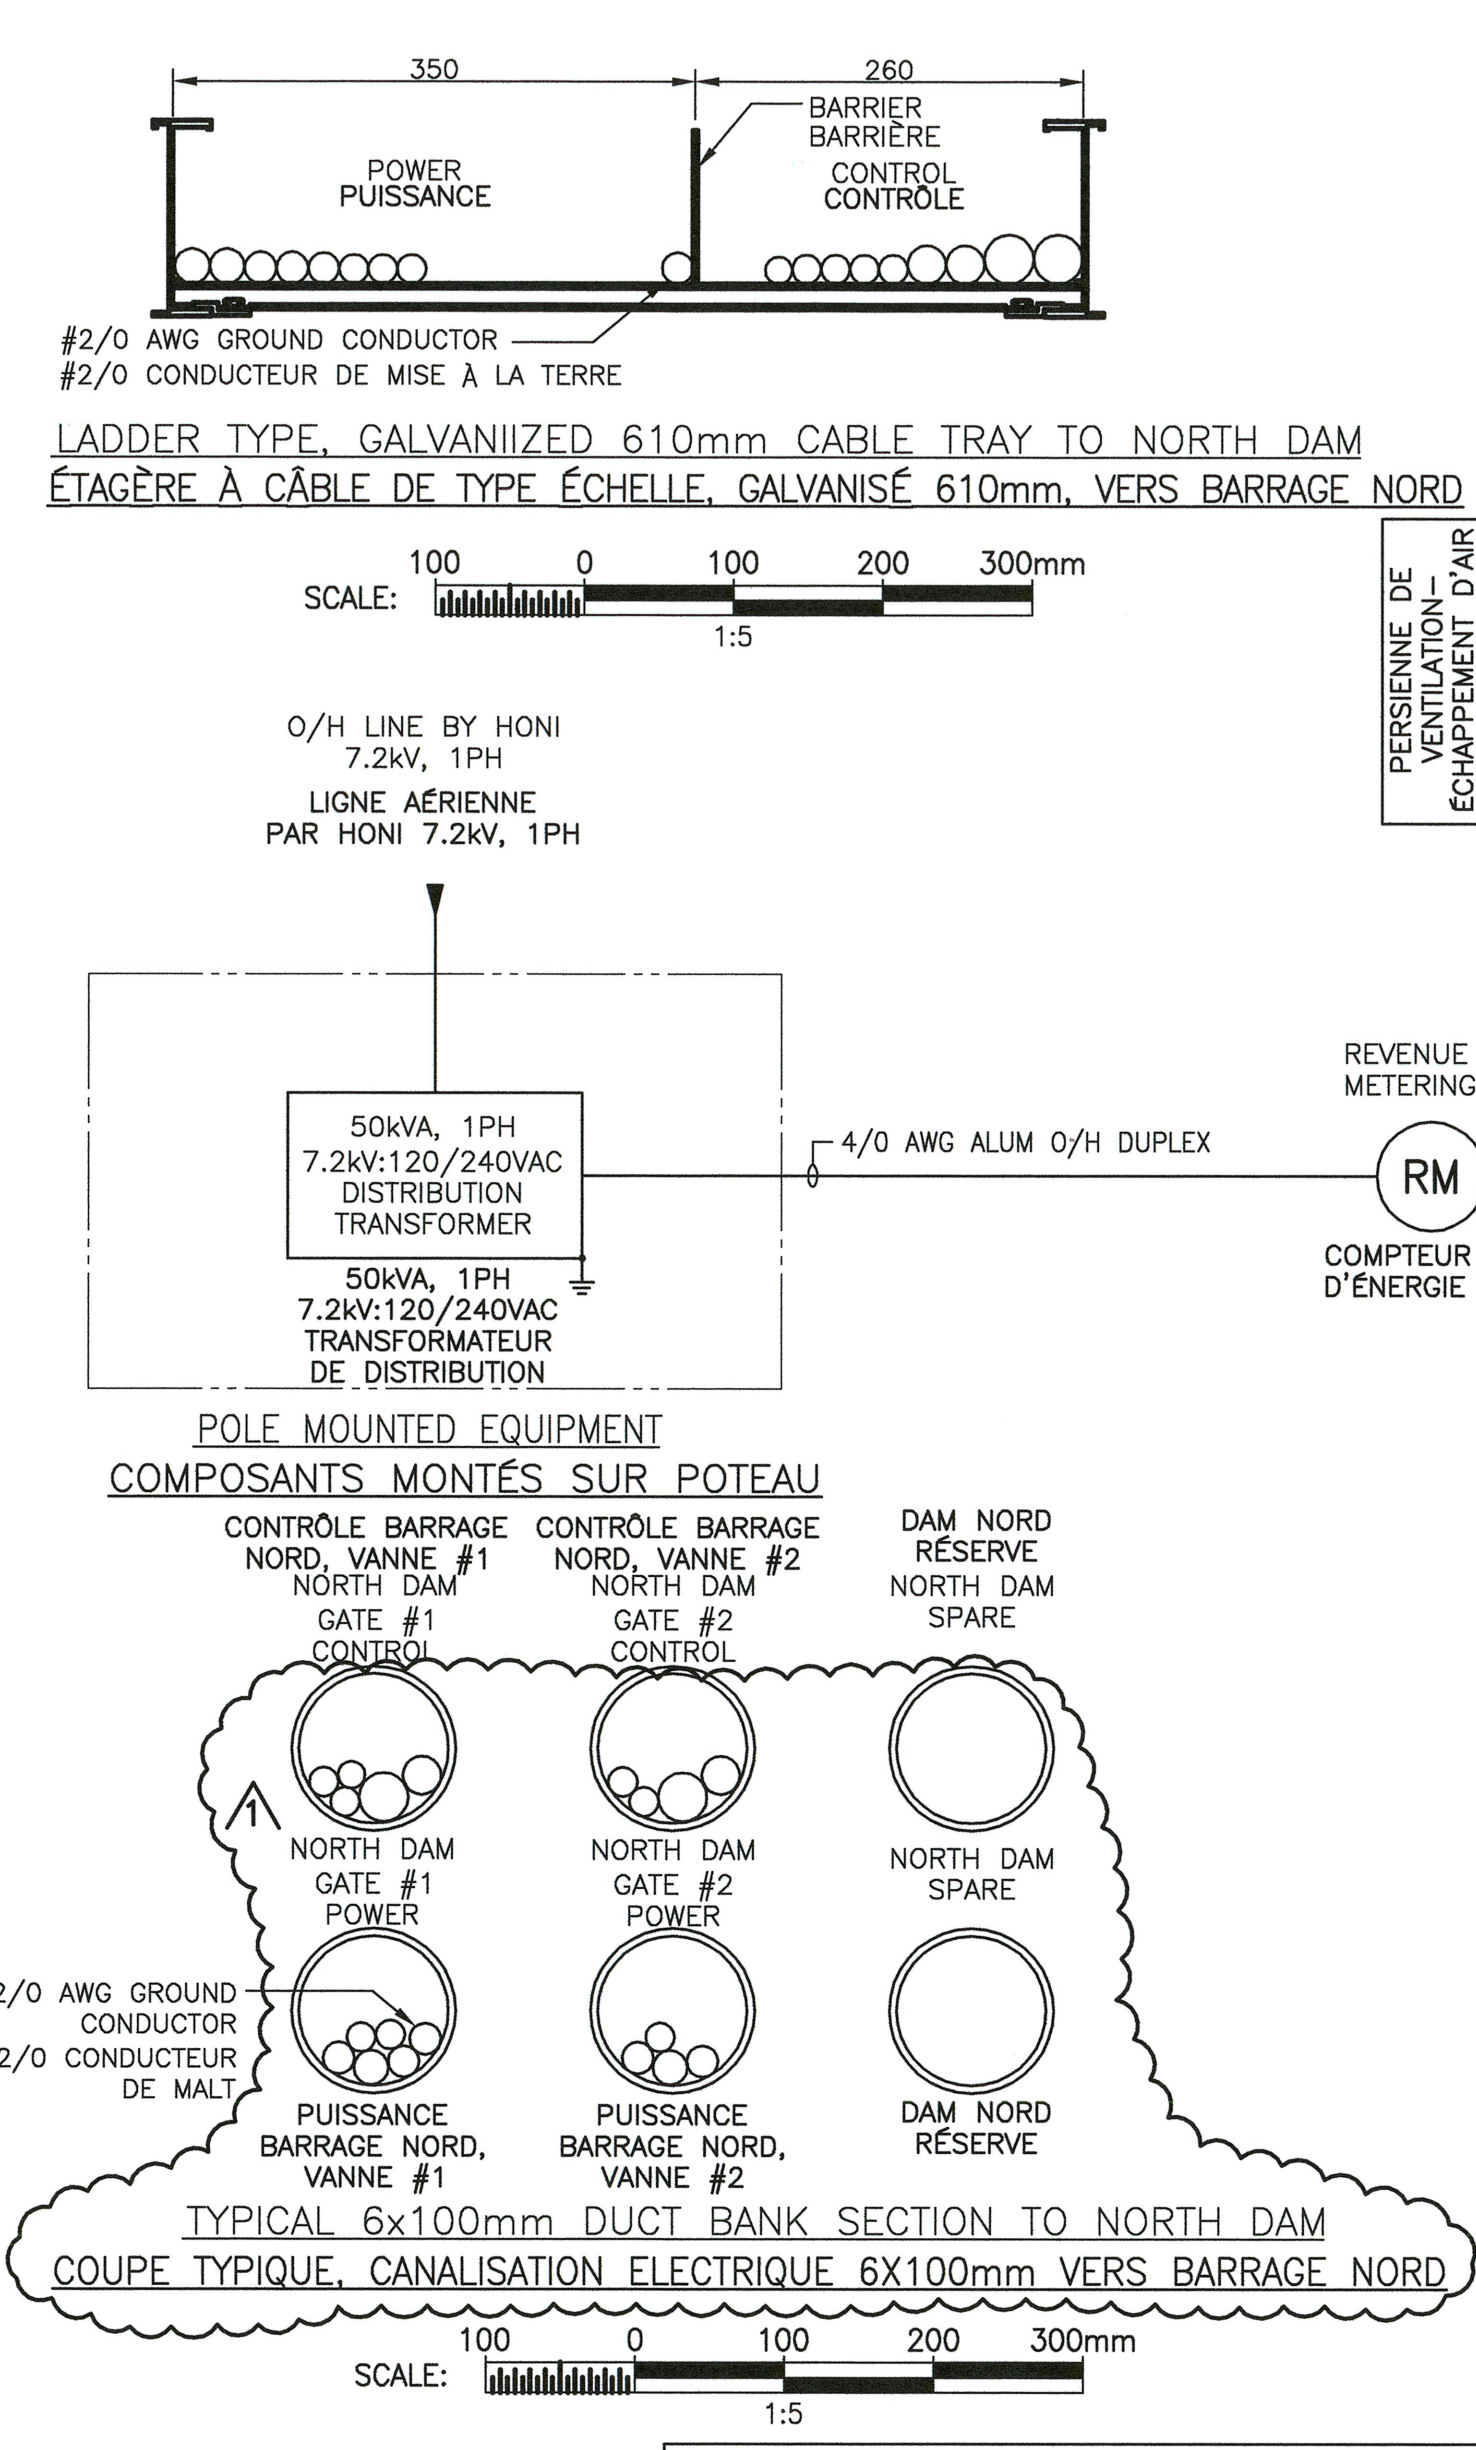 350
260
BARRIER
BARRIÈRE
POWER
PUISSANCE
CONTROL
CONTRÔLE
#2/0 AWG GROUND CONDUCTOR
#2/0 CONDUCTEUR DE MISE À LA TERRE
LADDER TYPE, GALVANIIZED 610mm CABLE TRAY TO NORTH DAM
ÉTAGÈRE À CÂBLE DE TYPE ÉCHELLE, GALVANISÉ 610mm, VERS BARRAGE NORD
100 0 100 200 300mm
SCALE:
1:5
PERSIENNE DE
VENTILATION–
ÉCHAPPEMENT D'AIR
O/H LINE BY HONI
7.2kV, 1PH
LIGNE AÉRIENNE
PAR HONI 7.2kV, 1PH
50kVA, 1PH
7.2kV:120/240VAC
DISTRIBUTION
TRANSFORMER
50kVA, 1PH
7.2kV:120/240VAC
TRANSFORMATEUR
DE DISTRIBUTION
4/0 AWG ALUM O/H DUPLEX
REVENUE
METERING
RM
COMPTEUR
D'ÉNERGIE
POLE MOUNTED EQUIPMENT
COMPOSANTS MONTÉS SUR POTEAU
CONTRÔLE BARRAGE
NORD, VANNE #1
NORTH DAM
GATE #1
CONTROL
CONTRÔLE BARRAGE
NORD, VANNE #2
NORTH DAM
GATE #2
CONTROL
DAM NORD
RÉSERVE
NORTH DAM
SPARE
1
NORTH DAM
GATE #1
POWER
NORTH DAM
GATE #2
POWER
NORTH DAM
SPARE
2/0 AWG GROUND
CONDUCTOR
2/0 CONDUCTEUR
DE MALT
PUISSANCE
BARRAGE NORD,
VANNE #1
PUISSANCE
BARRAGE NORD,
VANNE #2
DAM NORD
RÉSERVE
TYPICAL 6x100mm DUCT BANK SECTION TO NORTH DAM
COUPE TYPIQUE, CANALISATION ELECTRIQUE 6X100mm VERS BARRAGE NORD
100 0 100 200 300mm
SCALE:
1:5